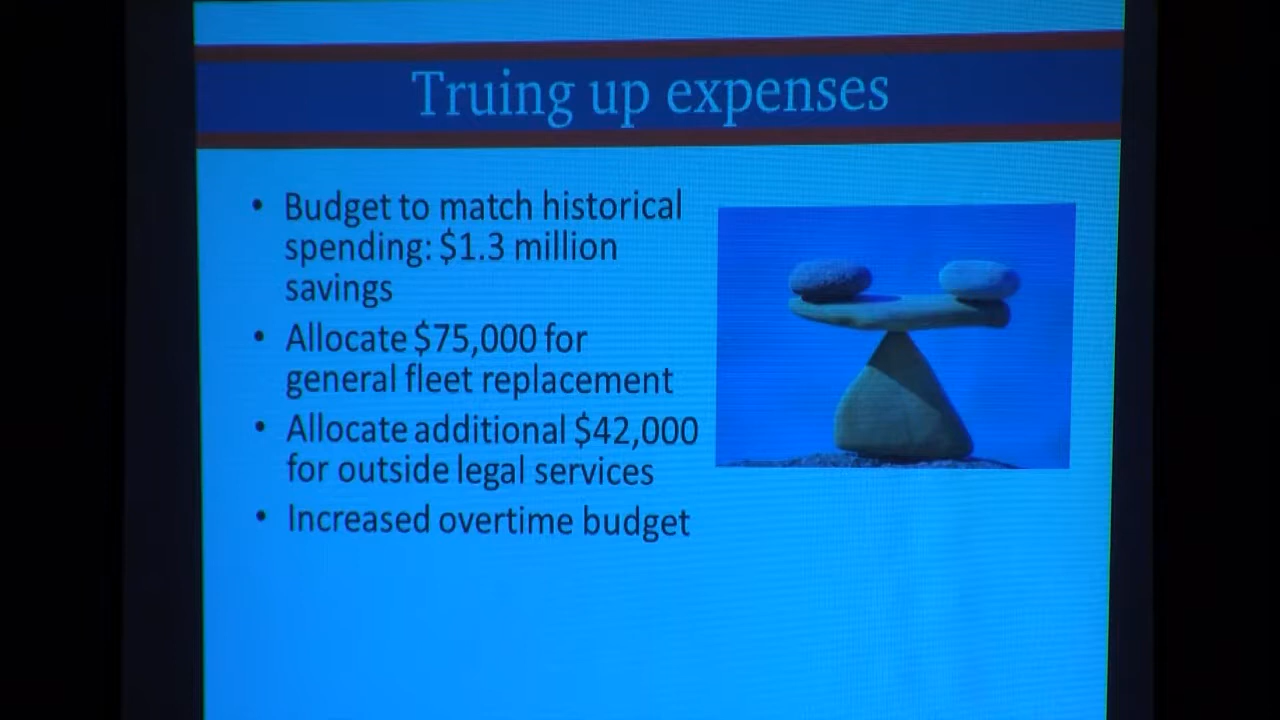 Truing up expenses
• Budget to match historical
spending: $1.3 million
savings
• Allocate $75,000 for
general fleet replacement
• Allocate additional $42,000
for outside legal services
• Increased overtime budget